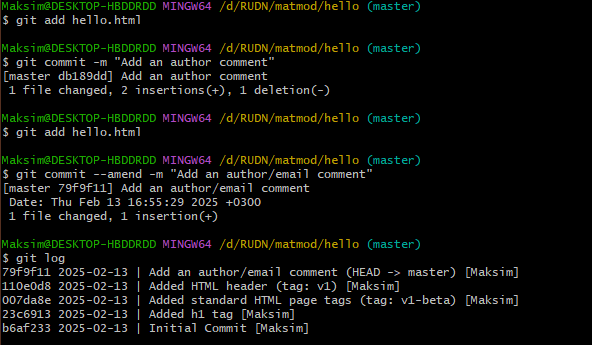 Maksim@DESKTOP-HBDDRDD MINGW64 /d/RUDN/matmod/hello (master)
$ git add hello.html
Maksim@DESKTOP-HBDDRDD MINGW64 /d/RUDN/matmod/hello (master)
$ git commit -m "Add an author comment"
[master db189dd] Add an author comment
 1 file changed, 2 insertions(+), 1 deletion(-)
Maksim@DESKTOP-HBDDRDD MINGW64 /d/RUDN/matmod/hello (master)
$ git add hello.html
Maksim@DESKTOP-HBDDRDD MINGW64 /d/RUDN/matmod/hello (master)
$ git commit --amend -m "Add an author/email comment"
[master 79f9f11] Add an author/email comment
 Date: Thu Feb 13 16:55:29 2025 +0300
 1 file changed, 1 insertion(+)
Maksim@DESKTOP-HBDDRDD MINGW64 /d/RUDN/matmod/hello (master)
$ git log
79f9f11 2025-02-13 | Add an author/email comment (HEAD -> master) [Maksim]
110e0d8 2025-02-13 | Added HTML header (tag: v1) [Maksim]
007da8e 2025-02-13 | Added standard HTML page tags (tag: v1-beta) [Maksim]
23c6913 2025-02-13 | Added h1 tag [Maksim]
b6af233 2025-02-13 | Initial Commit [Maksim]